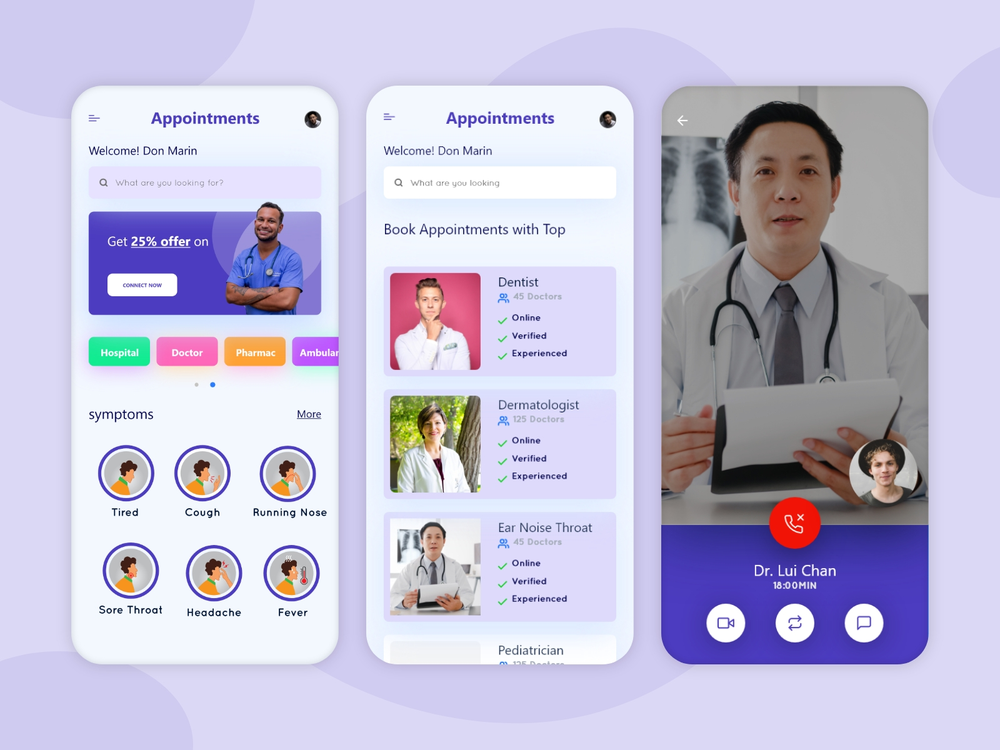 Appointments
Welcome! Don Marin
What are you looking for?
Get 25% offer on
CONNECT NOW
Hospital
Doctor
Pharmac
Ambular
symptoms
More
Tired
Cough
Running Nose
Sore Throat
Headache
Fever
Appointments
Welcome! Don Marin
What are you looking
Book Appointments with Top
Dentist
45 Doctors
Online
Verified
Experienced
Dermatologist
125 Doctors
Online
Verified
Experienced
Ear Noise Throat
45 Doctors
Online
Verified
Experienced
Pediatrician
125 Doctors
Dr. Lui Chan
18:00MIN